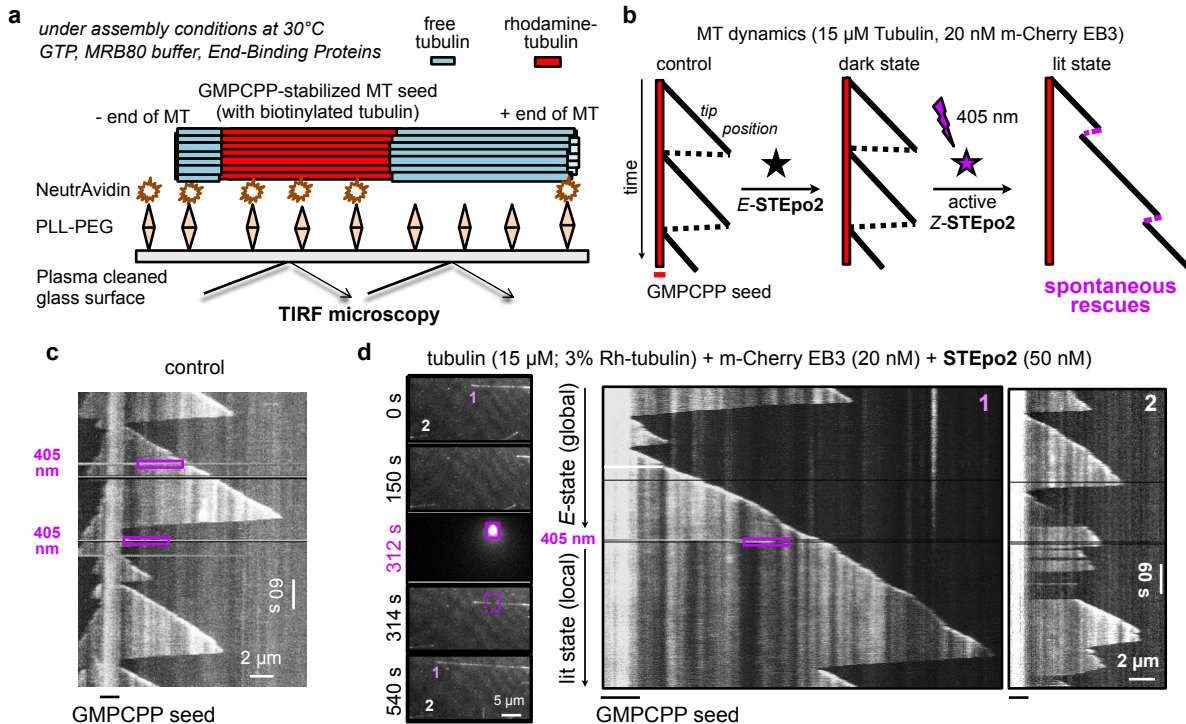 a
under assembly conditions at 30°C
GTP, MRB80 buffer, End-Binding Proteins
free tubulin
rhodamine-tubulin
GMPCPP-stabilized MT seed
(with biotinylated tubulin)
- end of MT
+ end of MT
NeutrAvidin
PLL-PEG
Plasma cleaned
glass surface
TIRF microscopy
b
MT dynamics (15 µM Tubulin, 20 nM m-Cherry EB3)
control
dark state
lit state
time
tip
position
E-STEpo2
405 nm
active
Z-STEpo2
GMPCPP seed
spontaneous
rescues
c
control
405
nm
405
nm
60 s
2 µm
GMPCPP seed
d
tubulin (15 µM; 3% Rh-tubulin) + m-Cherry EB3 (20 nM) + STEpo2 (50 nM)
0 s
1
2
150 s
312 s
314 s
540 s
1
2
5 µm
E-state (global)
405 nm
lit state (local)
1
GMPCPP seed
2
60 s
2 µm